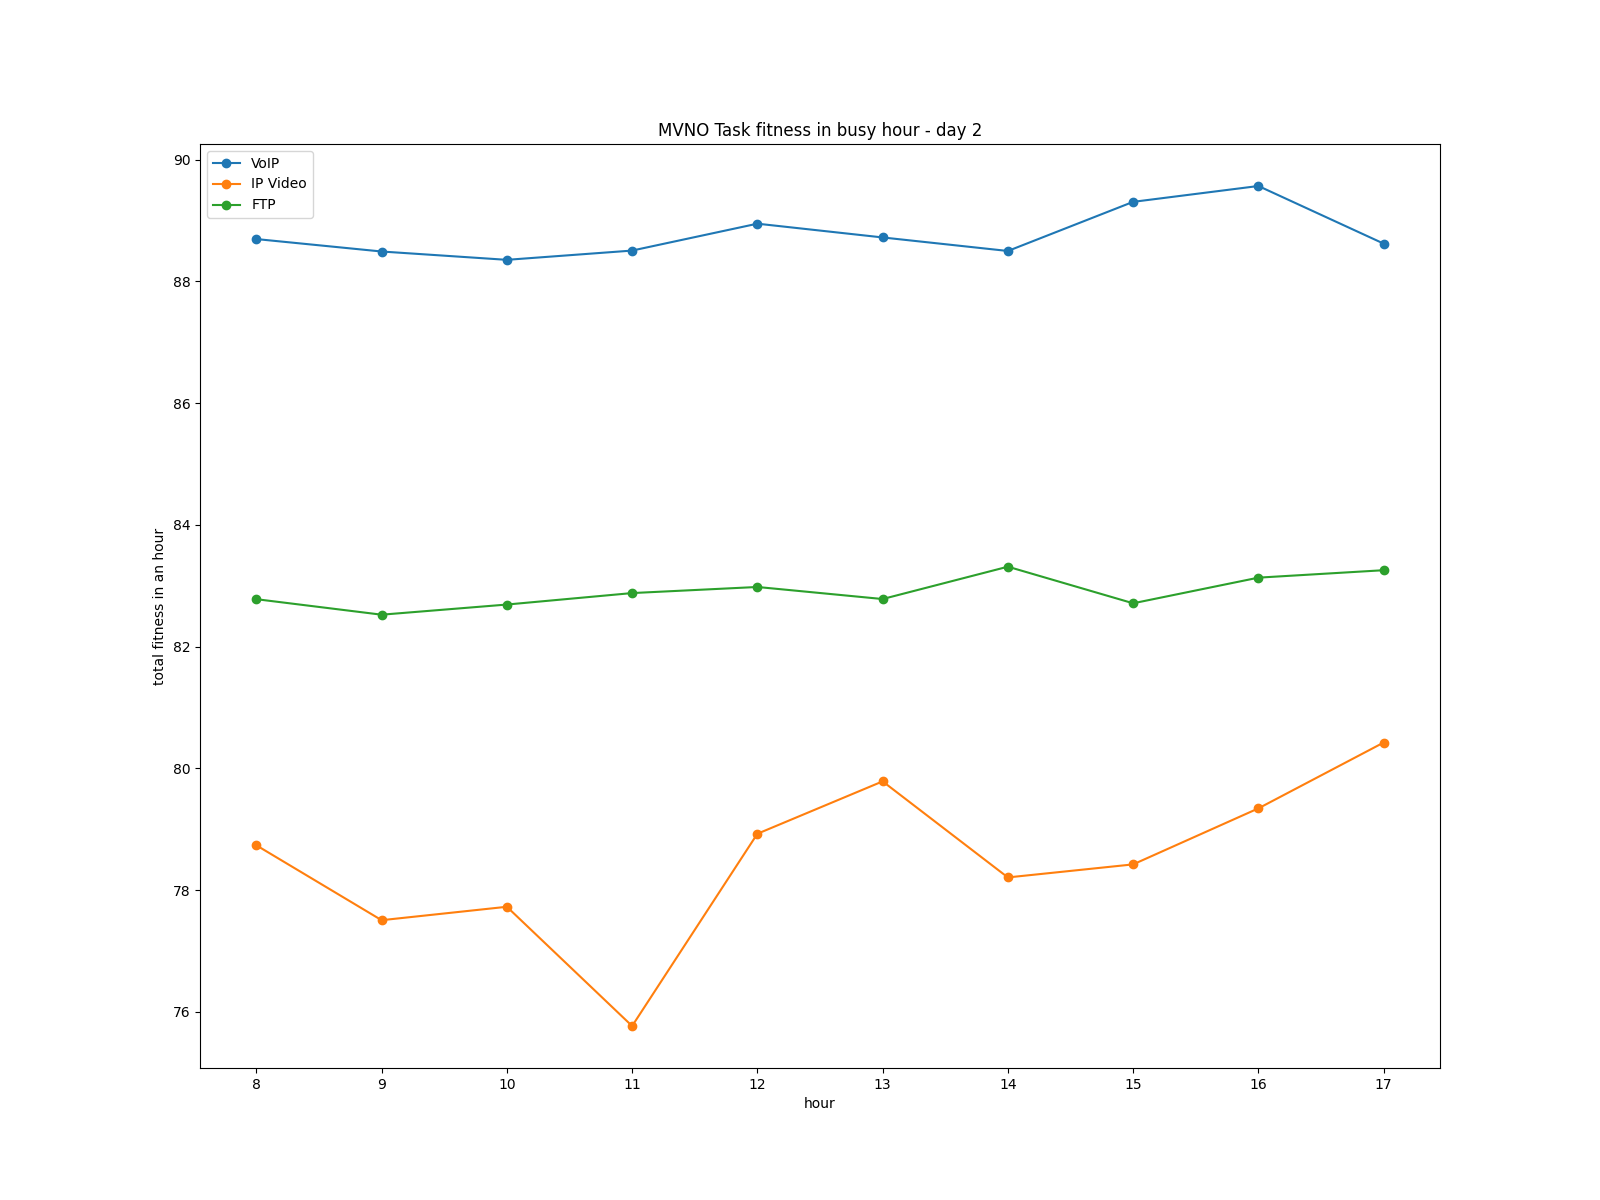 MVNO Task fitness in busy hour - day 2
VoIP
IP Video
FTP
total fitness in an hour
90
88
86
84
82
80
78
76
8 9 10 11 12 13 14 15 16 17
hour